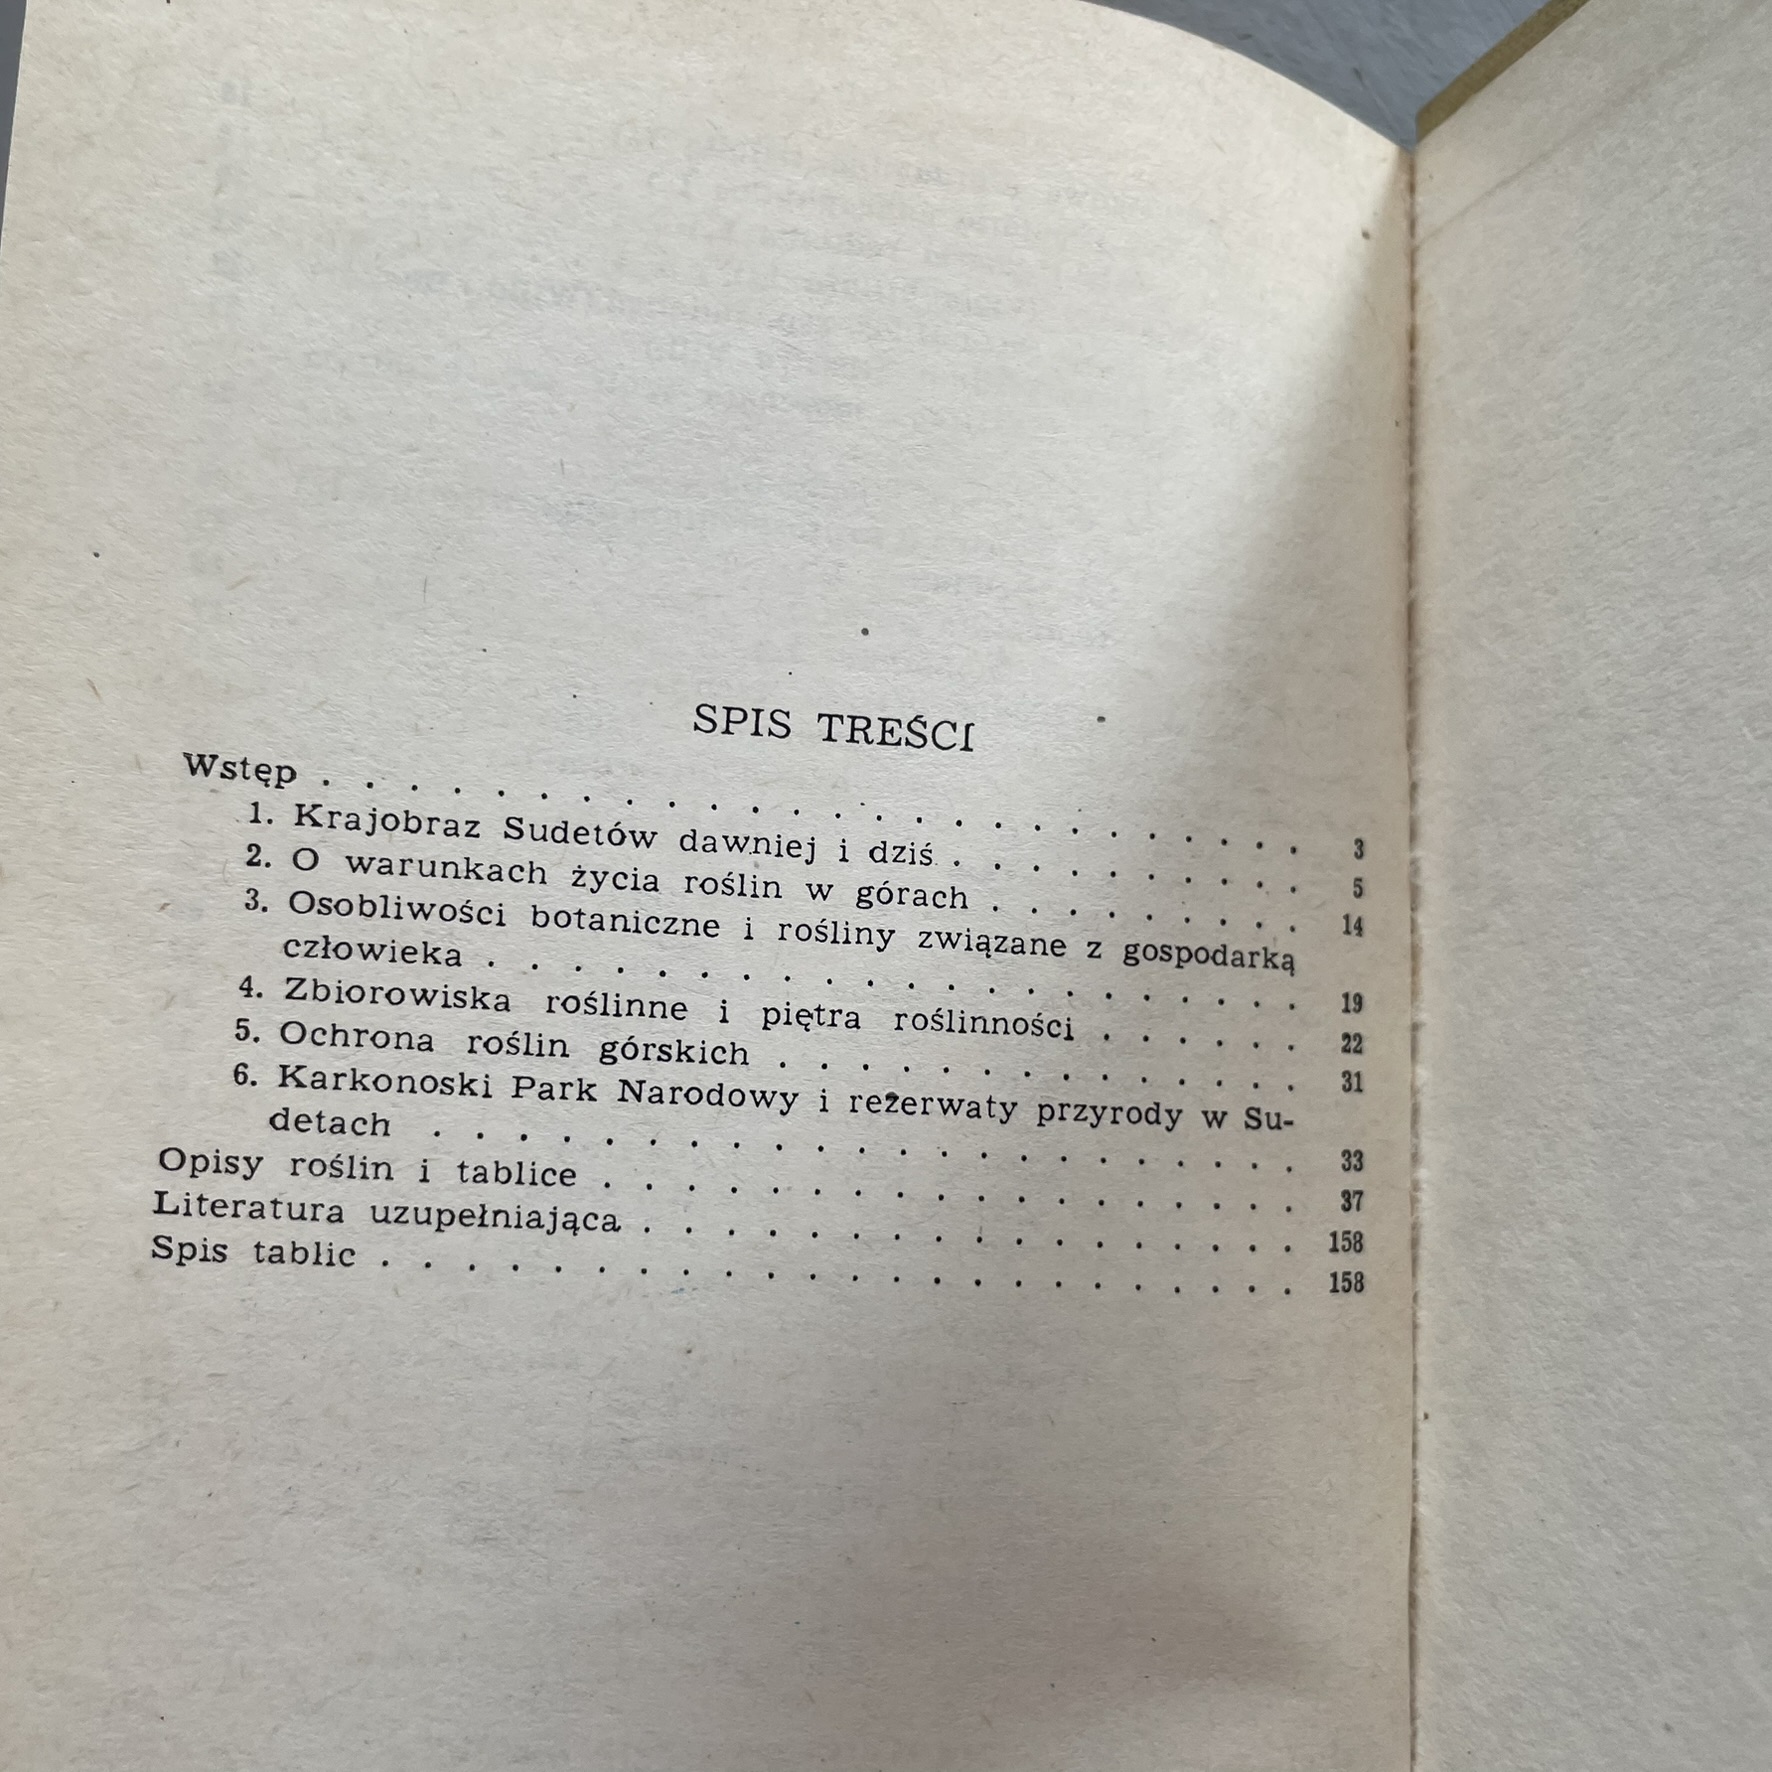 SPIS TREŚCI
Wstęp . . . . . . . . . . . . . . . . . . . . . . . . 3
1. Krajobraz Sudetów dawniej i dziś . . . . . . . . . . 5
2. O warunkach życia roślin w górach . . . . . . . . . 14
3. Osobliwości botaniczne i rośliny związane z gospodarką
człowieka . . . . . . . . . . . . . . . . . . . . 19
4. Zbiorowiska roślinne i piętra roślinności . . . . . . 22
5. Ochrona roślin górskich . . . . . . . . . . . . . . 31
6. Karkonoski Park Narodowy i rezerwaty przyrody w Su-
detach . . . . . . . . . . . . . . . . . . . . . 33
Opisy roślin i tablice . . . . . . . . . . . . . . . . . 37
Literatura uzupełniająca . . . . . . . . . . . . . . . . 158
Spis tablic . . . . . . . . . . . . . . . . . . . . . . 158